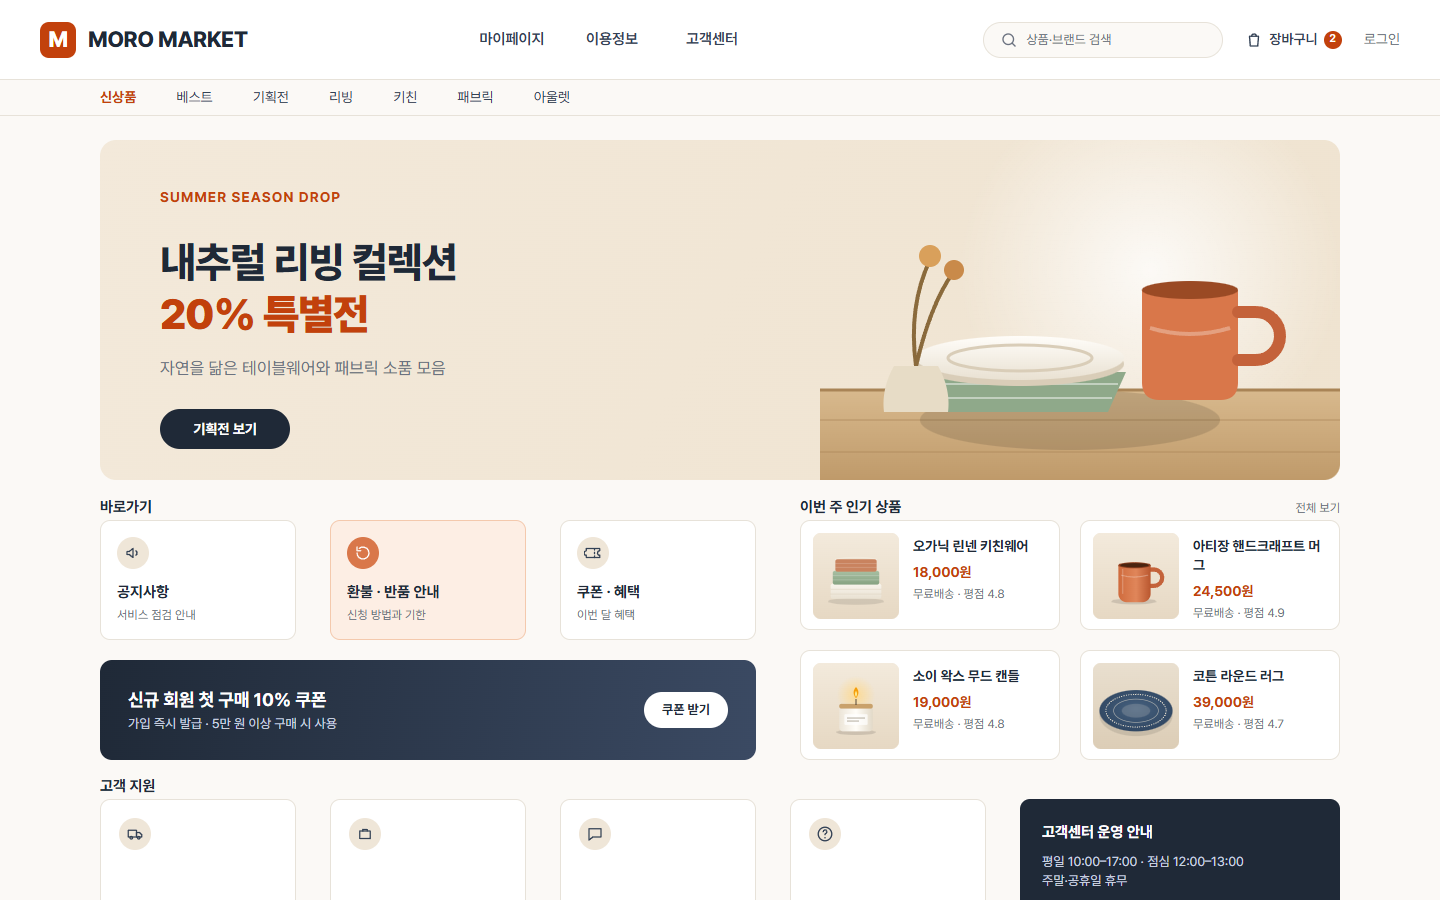 M MORO MARKET
마이페이지 이용정보 고객센터
상품·브랜드 검색
장바구니 2 로그인
신상품 베스트 기획전 리빙 키친 패브릭 아울렛
SUMMER SEASON DROP
내추럴 리빙 컬렉션
20% 특별전
자연을 닮은 테이블웨어와 패브릭 소품 모음
기획전 보기
바로가기
공지사항
서비스 점검 안내
환불 · 반품 안내
신청 방법과 기한
쿠폰 · 혜택
이번 달 혜택
신규 회원 첫 구매 10% 쿠폰
가입 즉시 발급 · 5만 원 이상 구매 시 사용
쿠폰 받기
이번 주 인기 상품
전체 보기
오가닉 린넨 키친웨어
18,000원
무료배송 · 평점 4.8
아티장 핸드크래프트 머
그
24,500원
무료배송 · 평점 4.9
소이 왁스 무드 캔들
19,000원
무료배송 · 평점 4.8
코튼 라운드 러그
39,000원
무료배송 · 평점 4.7
고객 지원
고객센터 운영 안내
평일 10:00–17:00 · 점심 12:00–13:00
주말·공휴일 휴무